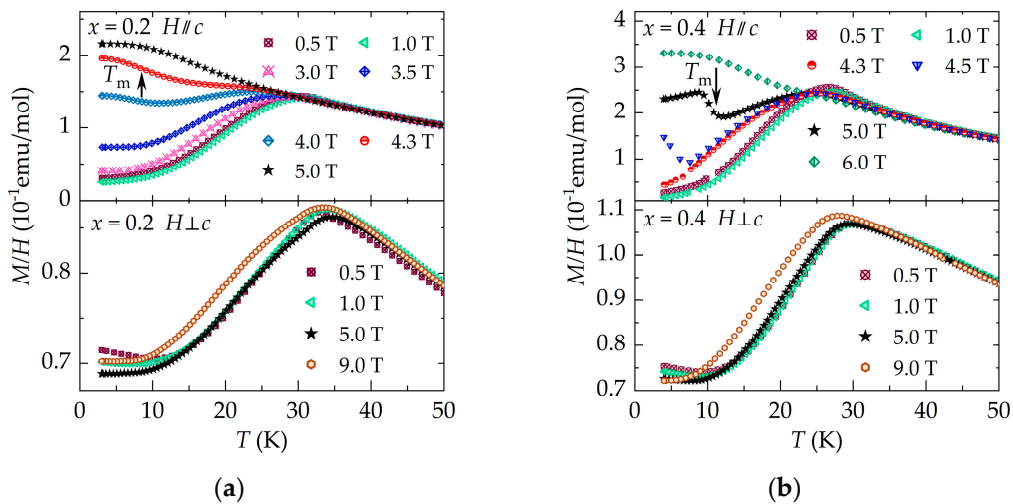 x = 0.2 H//c
0.5 T 1.0 T
3.0 T 3.5 T
4.0 T 4.3 T
5.0 T
Tm
2
1
0
M/H (10⁻¹ emu/mol)
x = 0.2 H⊥c
0.5 T
1.0 T
5.0 T
9.0 T
0.8
0.7
0 10 20 30 40 50
T (K)
(a)
x = 0.4 H//c
0.5 T 1.0 T
4.3 T 4.5 T
5.0 T
6.0 T
Tm
4
3
2
1
M/H (10⁻¹ emu/mol)
x = 0.4 H⊥c
0.5 T
1.0 T
5.0 T
9.0 T
1.1
1.0
0.9
0.8
0.7
0 10 20 30 40 50
T (K)
(b)